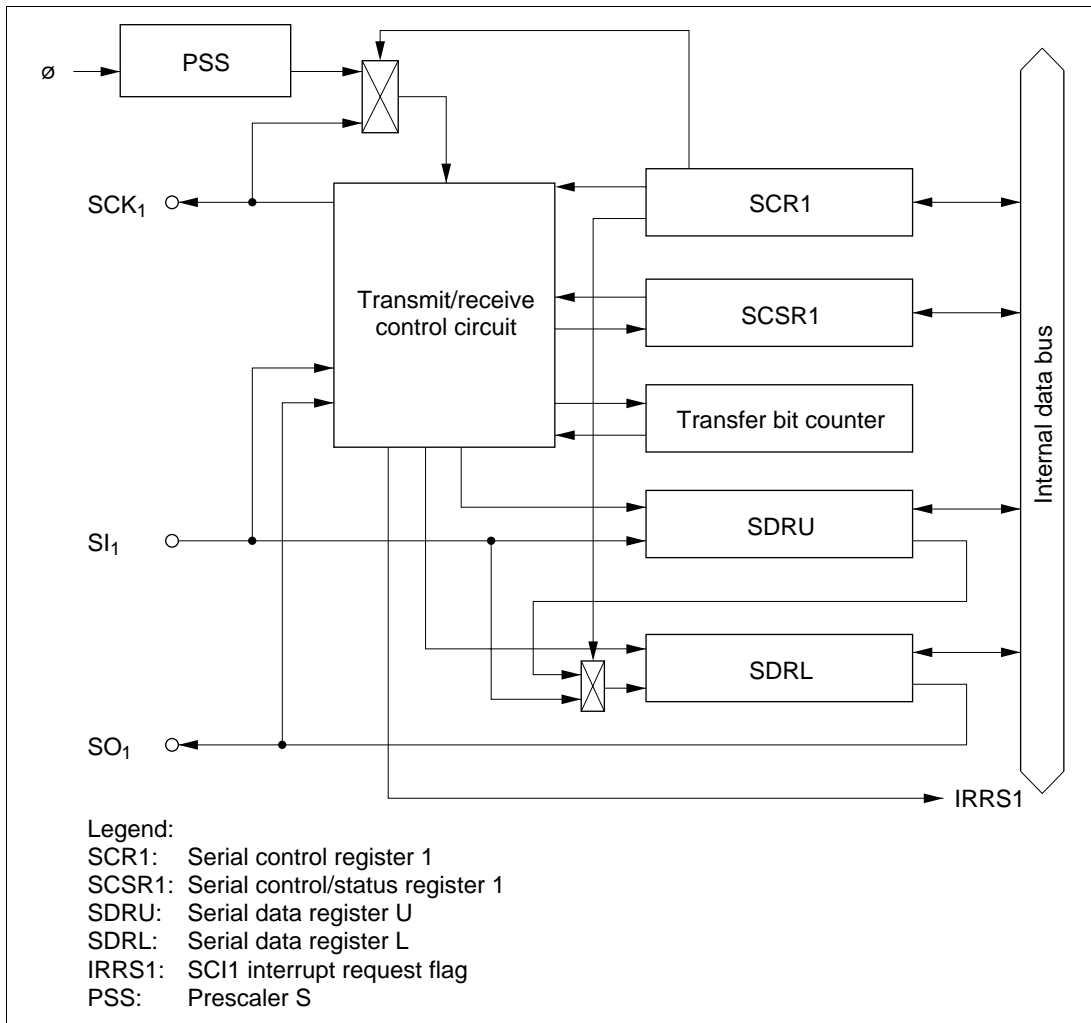 PSS
ø
SCK1
SCR1
Transmit/receive
control circuit
SCSR1
Transfer bit counter
Internal data bus
SI1
SDRU
SDRL
SO1
IRRS1
Legend:
SCR1: Serial control register 1
SCSR1: Serial control/status register 1
SDRU: Serial data register U
SDRL: Serial data register L
IRRS1: SCI1 interrupt request flag
PSS: Prescaler S